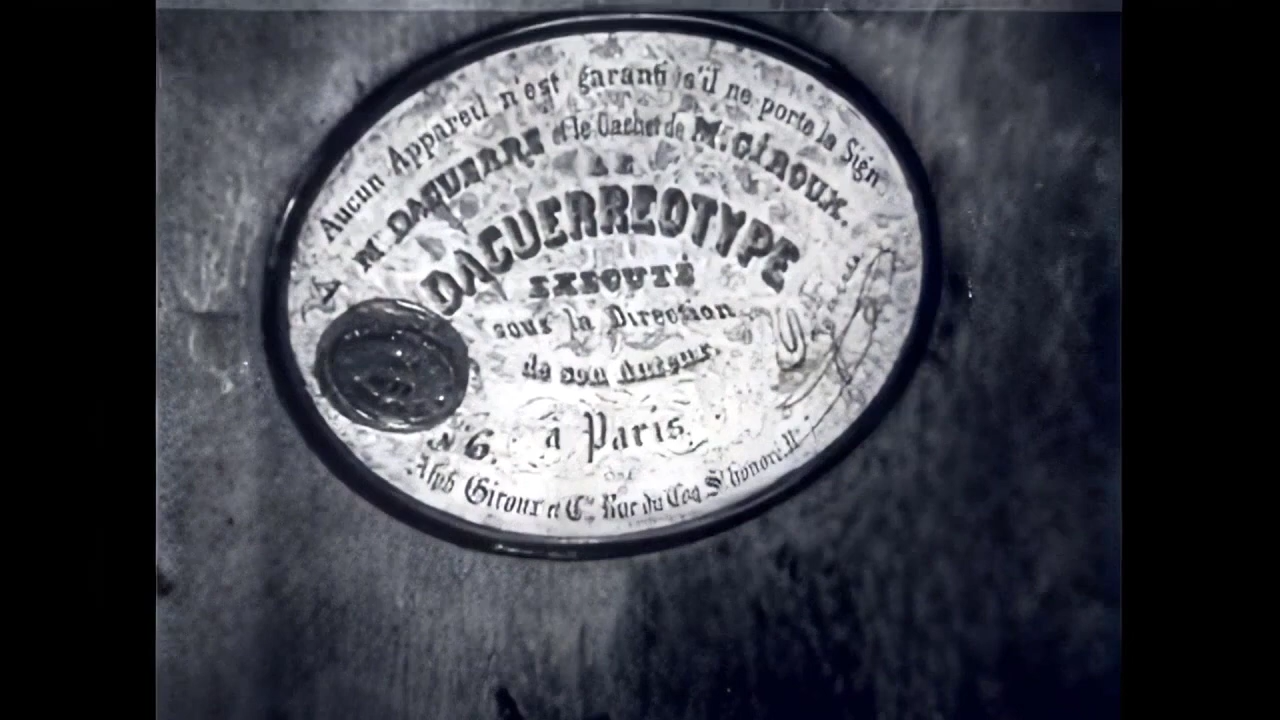 Aucun Appareil n'est garanti s'il ne porte la Sign.
M. DAGUERRE et le Cachet de M. GIROUX.
LE
DAGUERREOTYPE
EXECUTÉ
sous la Direction
de son Auteur.
à Paris
Nº 6.
Alph Giroux et Cie Rue du Coq St honoré Nº